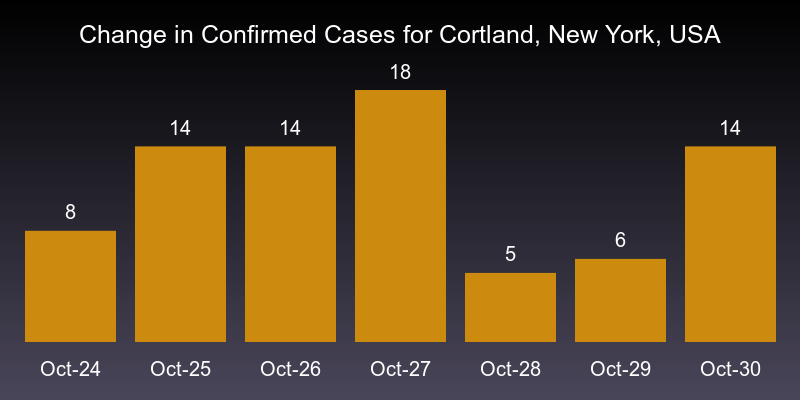 Change in Confirmed Cases for Cortland, New York, USA
18
14
14
14
8
6
5
Oct-24
Oct-25
Oct-26
Oct-27
Oct-28
Oct-29
Oct-30